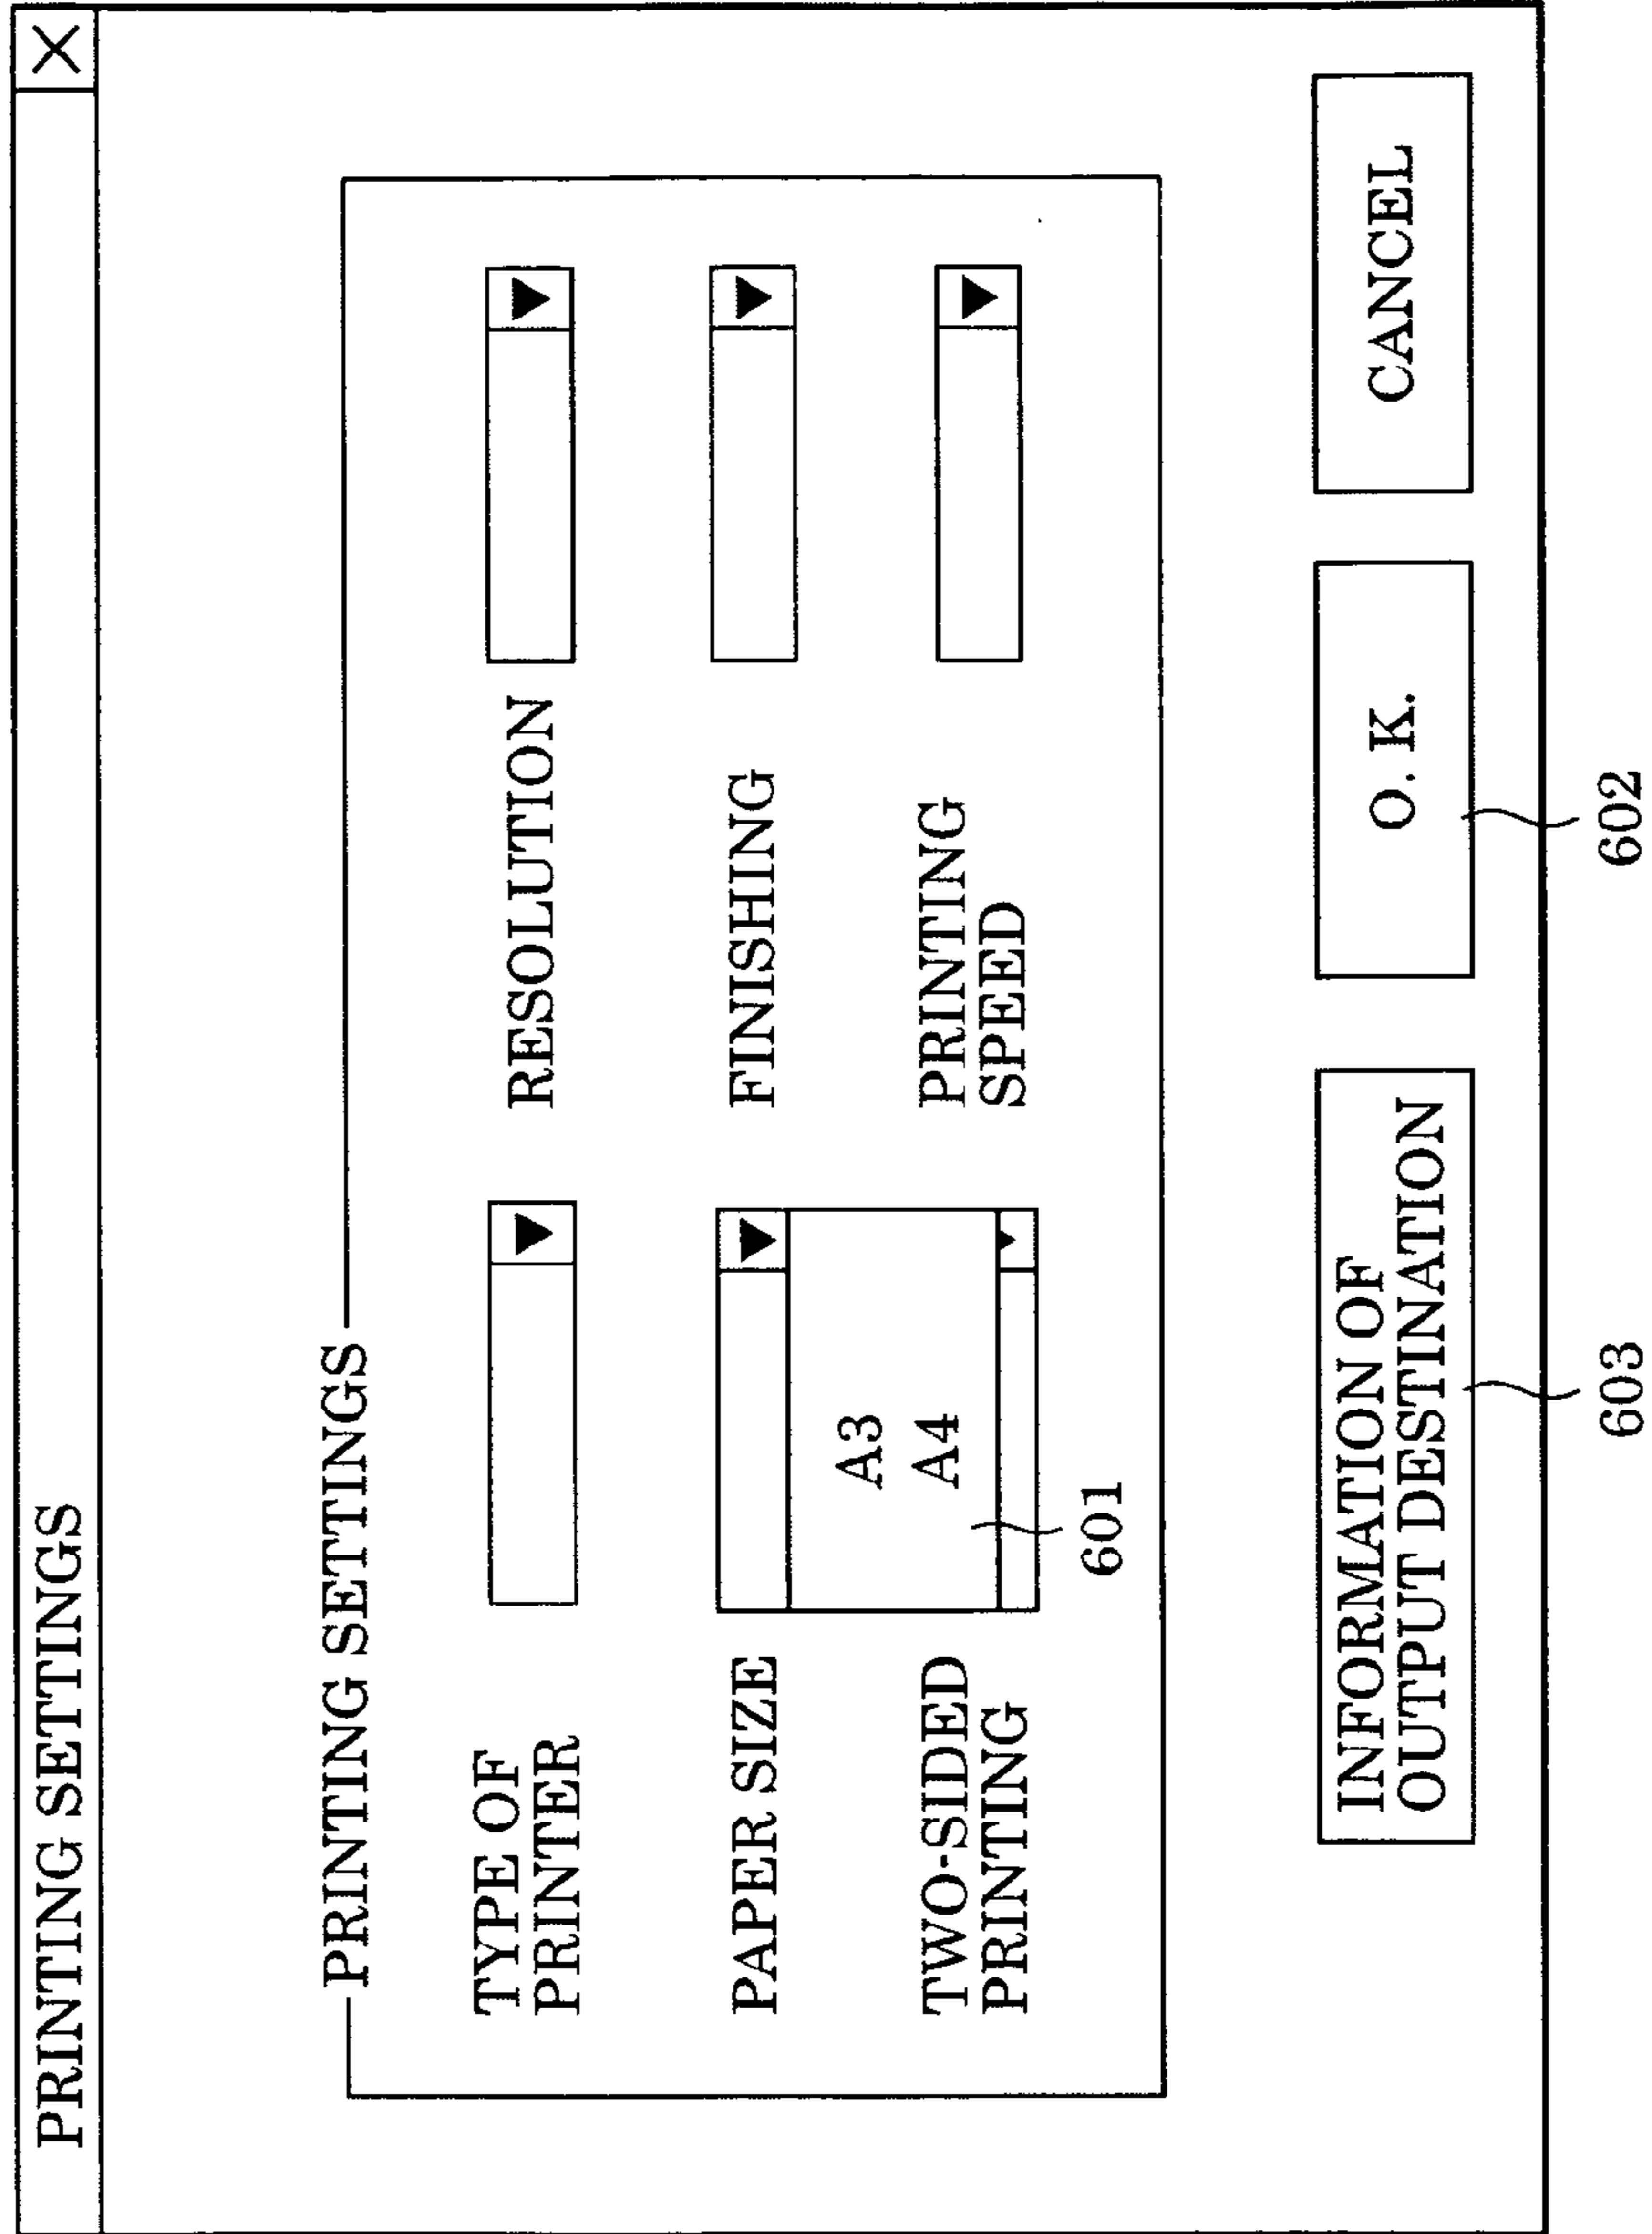 PRINTING SETTINGS
PRINTING SETTINGS
TYPE OF
PRINTER
RESOLUTION
PAPER SIZE
A3
A4
601
FINISHING
TWO-SIDED
PRINTING
PRINTING
SPEED
INFORMATION OF
OUTPUT DESTINATION
O. K.
CANCEL
603
602